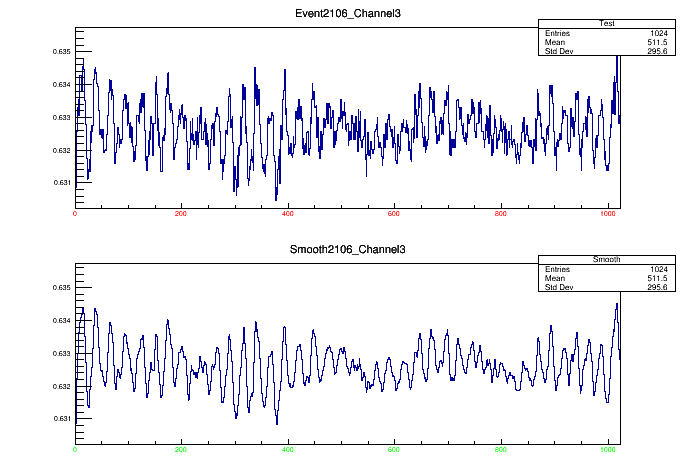 Event2106_Channel3
Test
Entries 1024
Mean 511.5
Std Dev 295.6
0.635
0.634
0.633
0.632
0.631
0 200 400 600 800 1000
Smooth2106_Channel3
Smooth
Entries 1024
Mean 511.5
Std Dev 295.6
0.635
0.634
0.633
0.632
0.631
0 200 400 600 800 1000